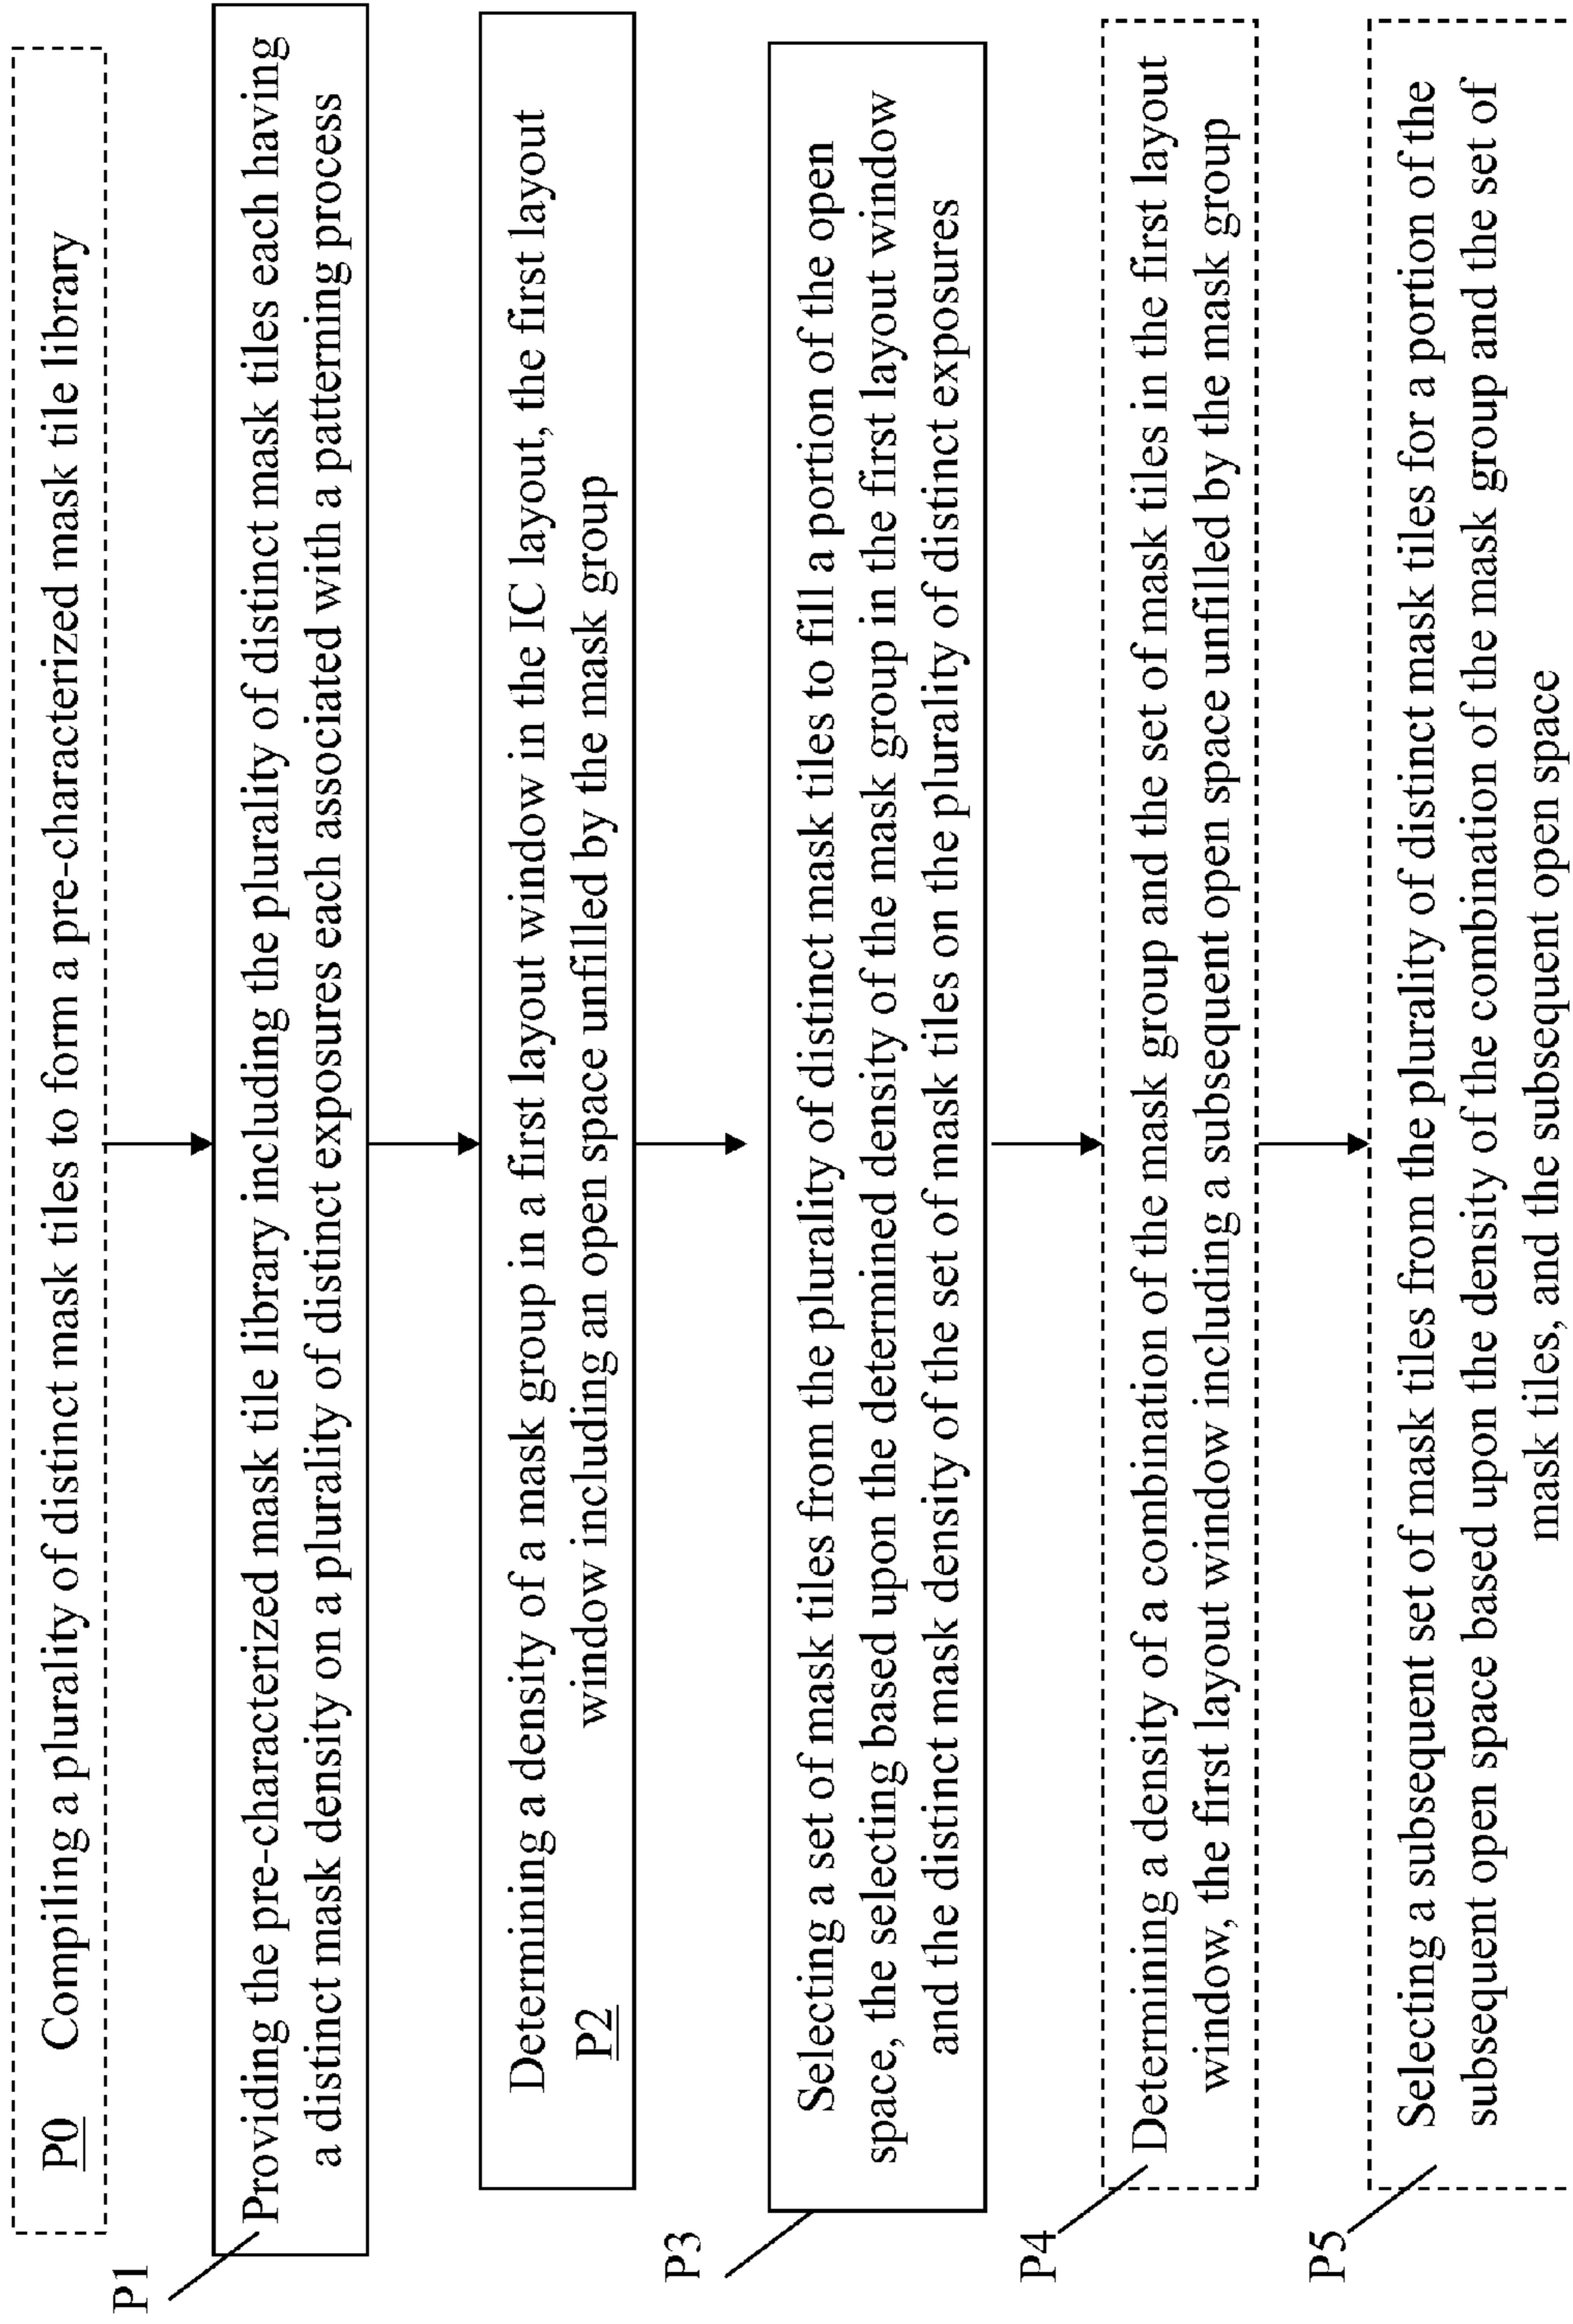 P0 Compiling a plurality of distinct mask tiles to form a pre-characterized mask tile library
P1
Providing the pre-characterized mask tile library including the plurality of distinct mask tiles each having
a distinct mask density on a plurality of distinct exposures each associated with a patterning process
Determining a density of a mask group in a first layout window in the IC layout, the first layout
P2 window including an open space unfilled by the mask group
P3
Selecting a set of mask tiles from the plurality of distinct mask tiles to fill a portion of the open
space, the selecting based upon the determined density of the mask group in the first layout window
and the distinct mask density of the set of mask tiles on the plurality of distinct exposures
P4
Determining a density of a combination of the mask group and the set of mask tiles in the first layout
window, the first layout window including a subsequent open space unfilled by the mask group
P5
Selecting a subsequent set of mask tiles from the plurality of distinct mask tiles for a portion of the
subsequent open space based upon the density of the combination of the mask group and the set of
mask tiles, and the subsequent open space